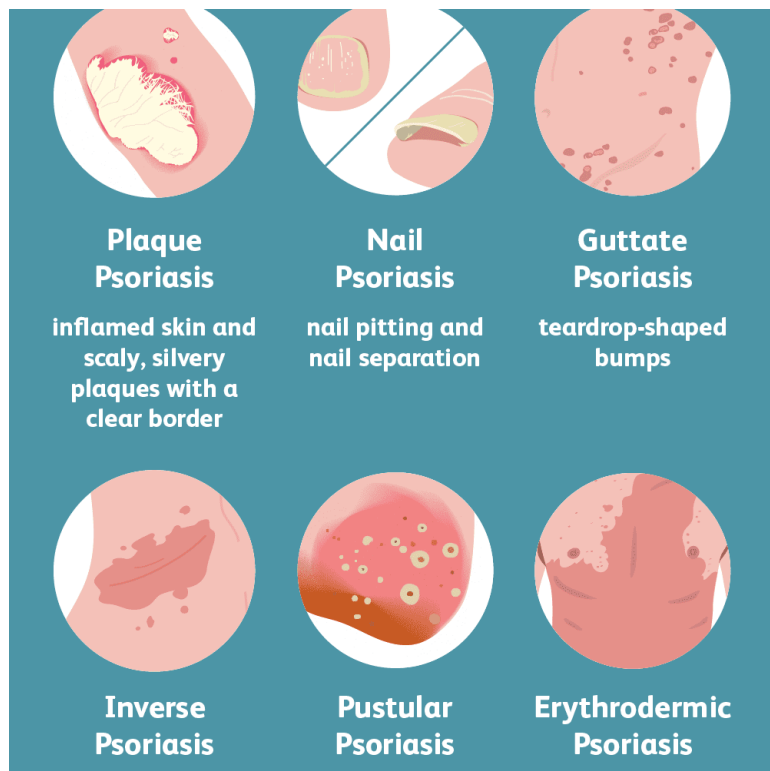 Plaque
Psoriasis
inflamed skin and
scaly, silvery
plaques with a
clear border
Nail
Psoriasis
nail pitting and
nail separation
Guttate
Psoriasis
teardrop-shaped
bumps
Inverse
Psoriasis
Pustular
Psoriasis
Erythrodermic
Psoriasis